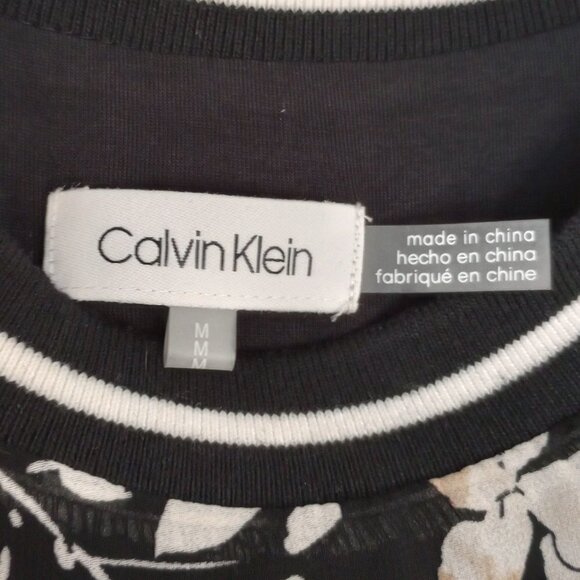 Calvin Klein
made in china
hecho en china
fabriqué en chine
M
M
M